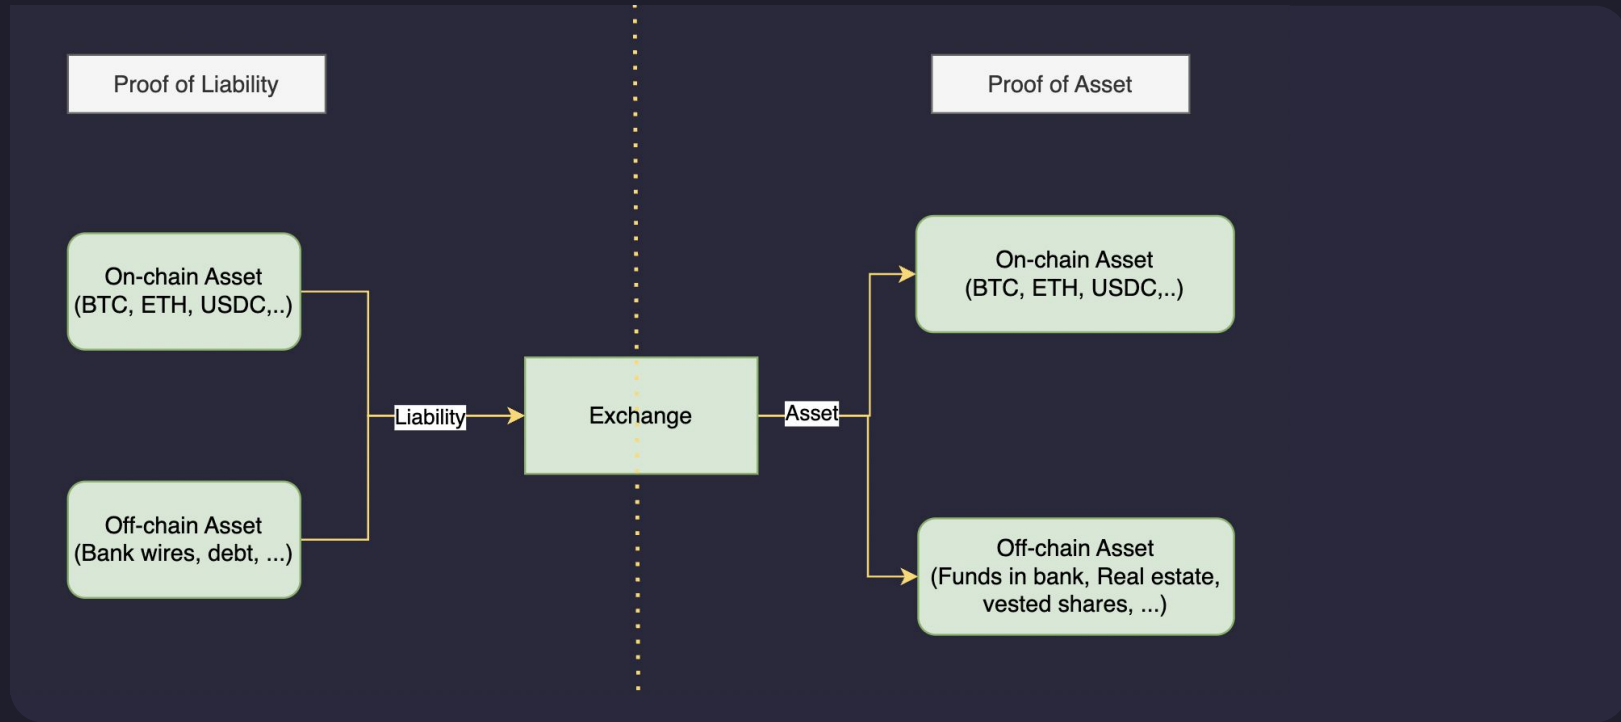 Proof of Liability
Proof of Asset
On-chain Asset
(BTC, ETH, USDC,..)
On-chain Asset
(BTC, ETH, USDC,..)
Liability
Exchange
Asset
Off-chain Asset
(Bank wires, debt, ...)
Off-chain Asset
(Funds in bank, Real estate,
vested shares, ...)